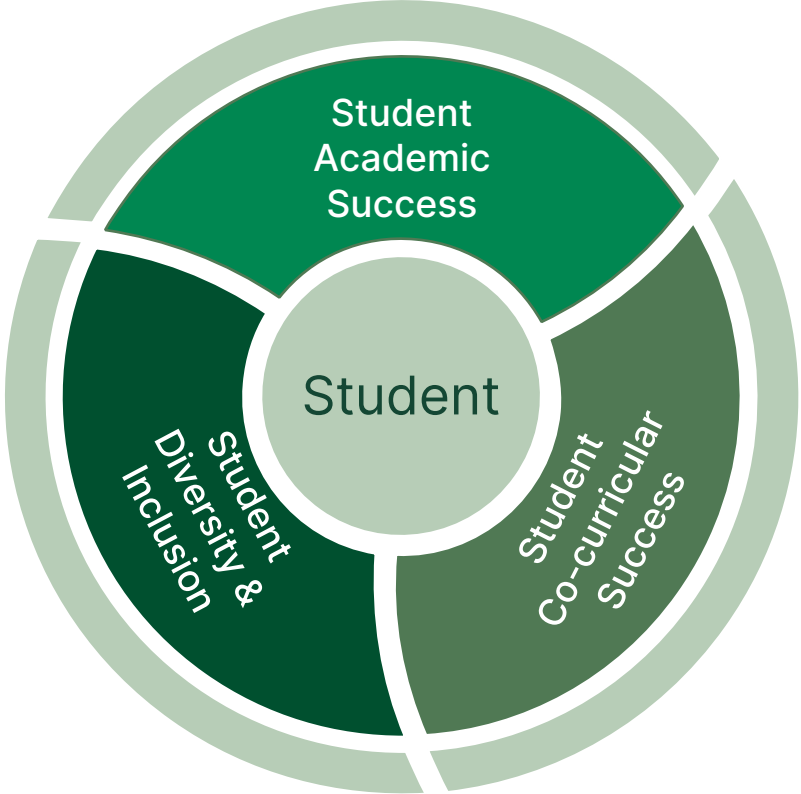 Student
Academic
Success
Student
Student
Diversity &
Inclusion
Student
Co-curricular
Success